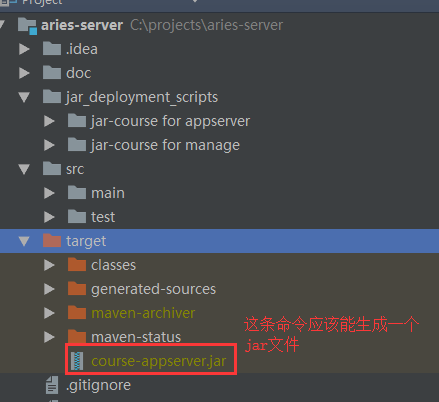 Project
aries-server C:\projects\aries-server
.idea
doc
jar_deployment_scripts
jar-course for appserver
jar-course for manage
src
main
test
target
classes
generated-sources
maven-archiver
maven-status
course-appserver.jar
这条命令应该能生成一个
jar文件
.gitignore